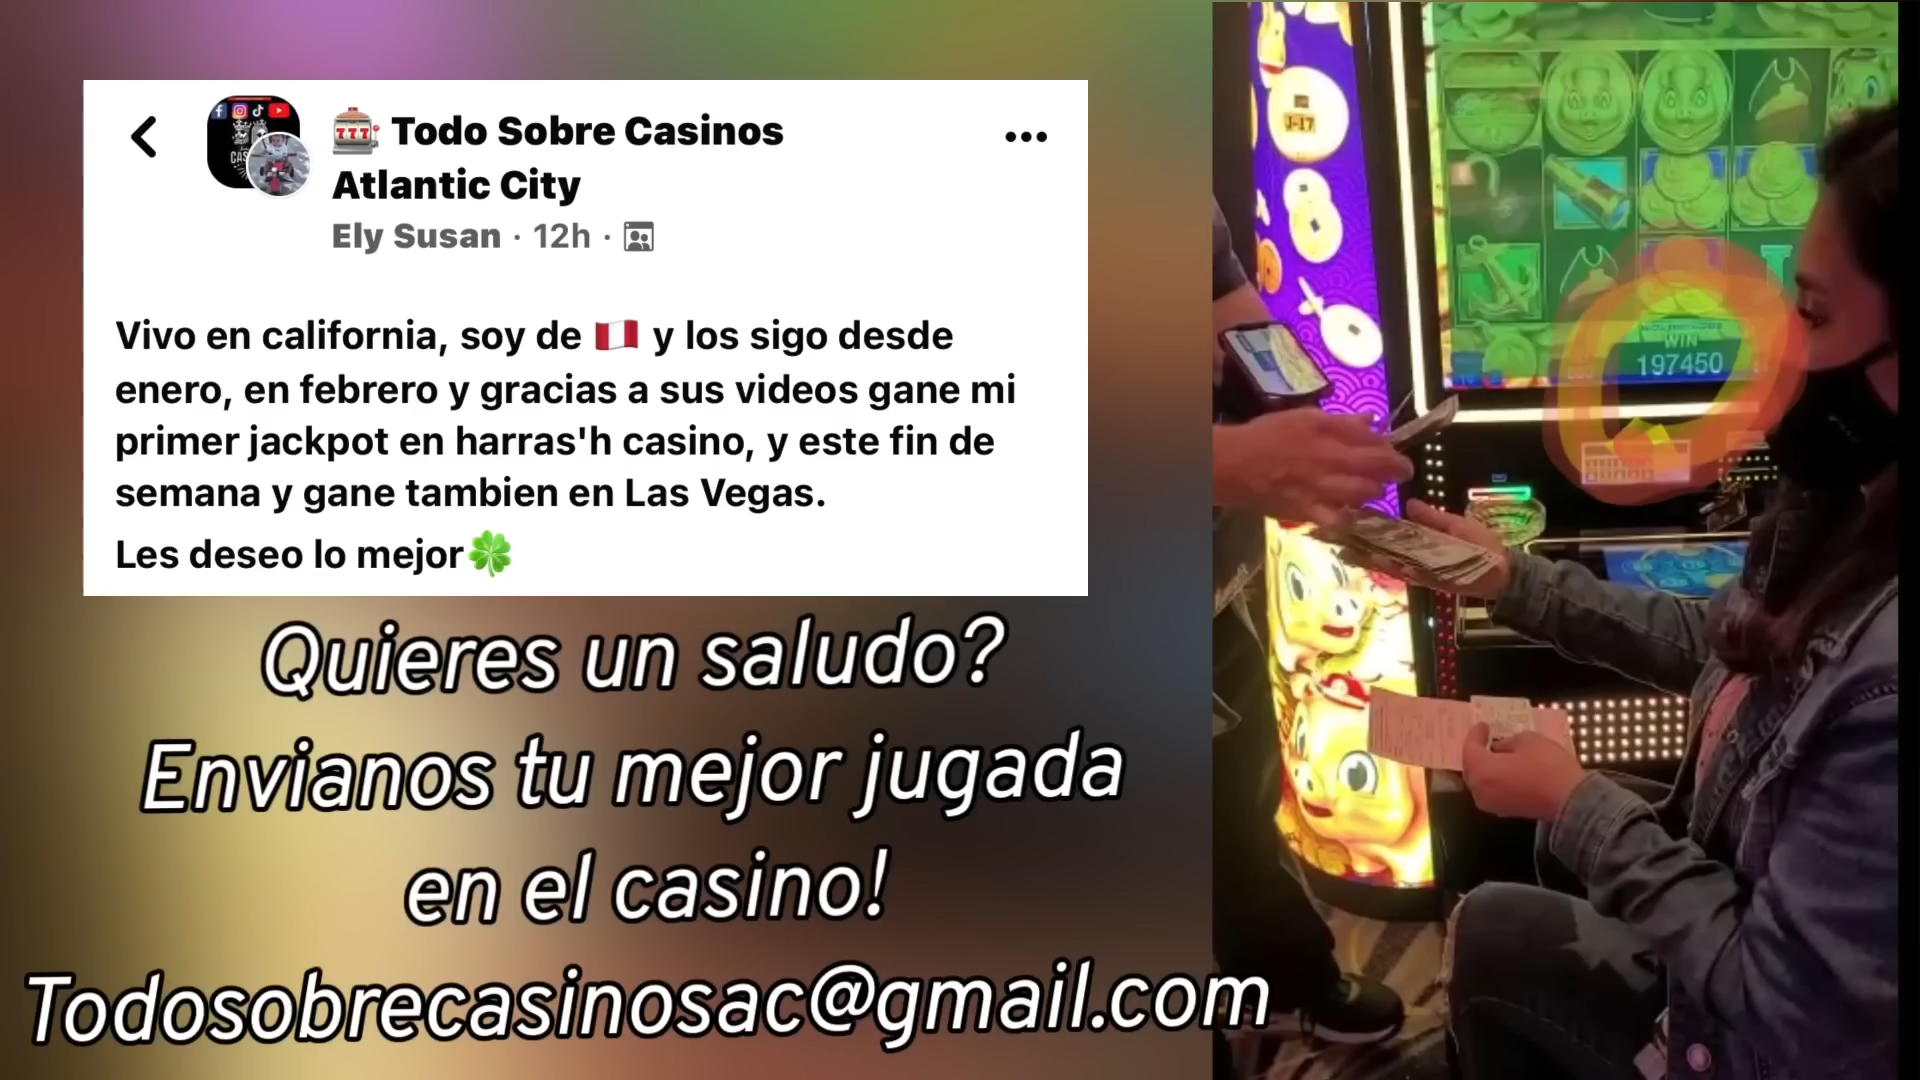 Todo Sobre Casinos
Atlantic City
Ely Susan · 12h ·
Vivo en california, soy de 🇵🇪 y los sigo desde
enero, en febrero y gracias a sus videos gane mi
primer jackpot en harras'h casino, y este fin de
semana y gane tambien en Las Vegas.
Les deseo lo mejor🍀
Quieres un saludo?
Envianos tu mejor jugada
en el casino!
Todosobrecasinosac@gmail.com
J-17
WIN
197450